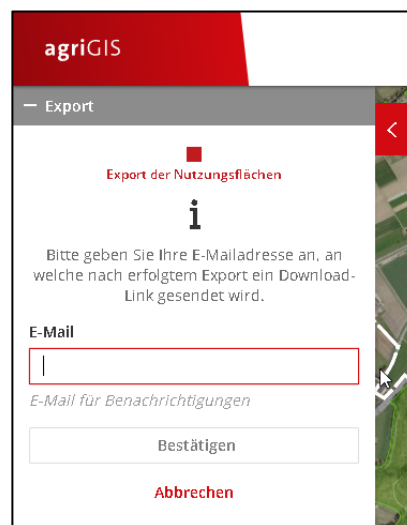 agriGIS
— Export
Export der Nutzungsflächen
i
Bitte geben Sie Ihre E-Mailadresse an, an
welche nach erfolgtem Export ein Download-
Link gesendet wird.
E-Mail
E-Mail für Benachrichtigungen
Bestätigen
Abbrechen